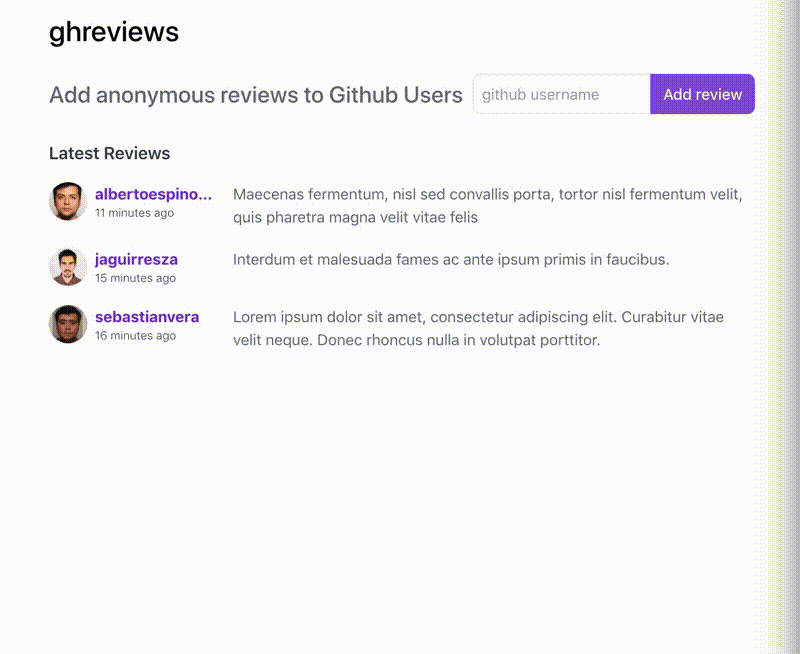 ghreviews
Add anonymous reviews to Github Users
github username
Add review
Latest Reviews
albertoespino...
11 minutes ago
Maecenas fermentum, nisl sed convallis porta, tortor nisl fermentum velit,
quis pharetra magna velit vitae felis
jaguirresza
15 minutes ago
Interdum et malesuada fames ac ante ipsum primis in faucibus.
sebastianvera
16 minutes ago
Lorem ipsum dolor sit amet, consectetur adipiscing elit. Curabitur vitae
velit neque. Donec rhoncus nulla in volutpat porttitor.